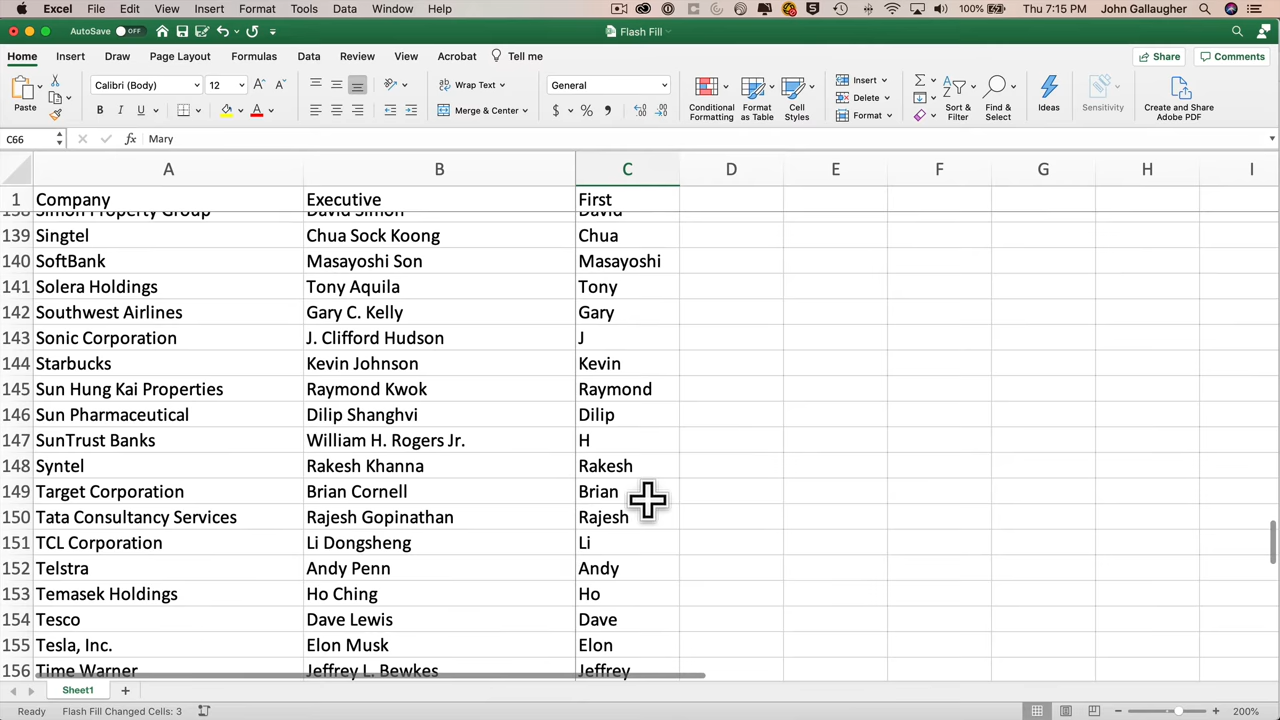 Excel File Edit View Insert Format Tools Data Window Help 100% Thu 7:15 PM John Gallaugher
AutoSave OFF Flash Fill
Home Insert Draw Page Layout Formulas Data Review View Acrobat Tell me Share Comments
Paste Calibri (Body) 12 Wrap Text General Insert
B I U A Merge & Center $ % Delete
Format
Conditional Formatting Format as Table Cell Styles Sort & Filter Find & Select Ideas Sensitivity Create and Share Adobe PDF
C66 fx Mary
A B C D E F G H I
1 Company Executive First
138 Simon Property Group David Simon David
139 Singtel Chua Sock Koong Chua
140 SoftBank Masayoshi Son Masayoshi
141 Solera Holdings Tony Aquila Tony
142 Southwest Airlines Gary C. Kelly Gary
143 Sonic Corporation J. Clifford Hudson J
144 Starbucks Kevin Johnson Kevin
145 Sun Hung Kai Properties Raymond Kwok Raymond
146 Sun Pharmaceutical Dilip Shanghvi Dilip
147 SunTrust Banks William H. Rogers Jr. H
148 Syntel Rakesh Khanna Rakesh
149 Target Corporation Brian Cornell Brian
150 Tata Consultancy Services Rajesh Gopinathan Rajesh
151 TCL Corporation Li Dongsheng Li
152 Telstra Andy Penn Andy
153 Temasek Holdings Ho Ching Ho
154 Tesco Dave Lewis Dave
155 Tesla, Inc. Elon Musk Elon
156 Time Warner Jeffrey L. Bewkes Jeffrey
Sheet1 +
Ready Flash Fill Changed Cells: 3 200%